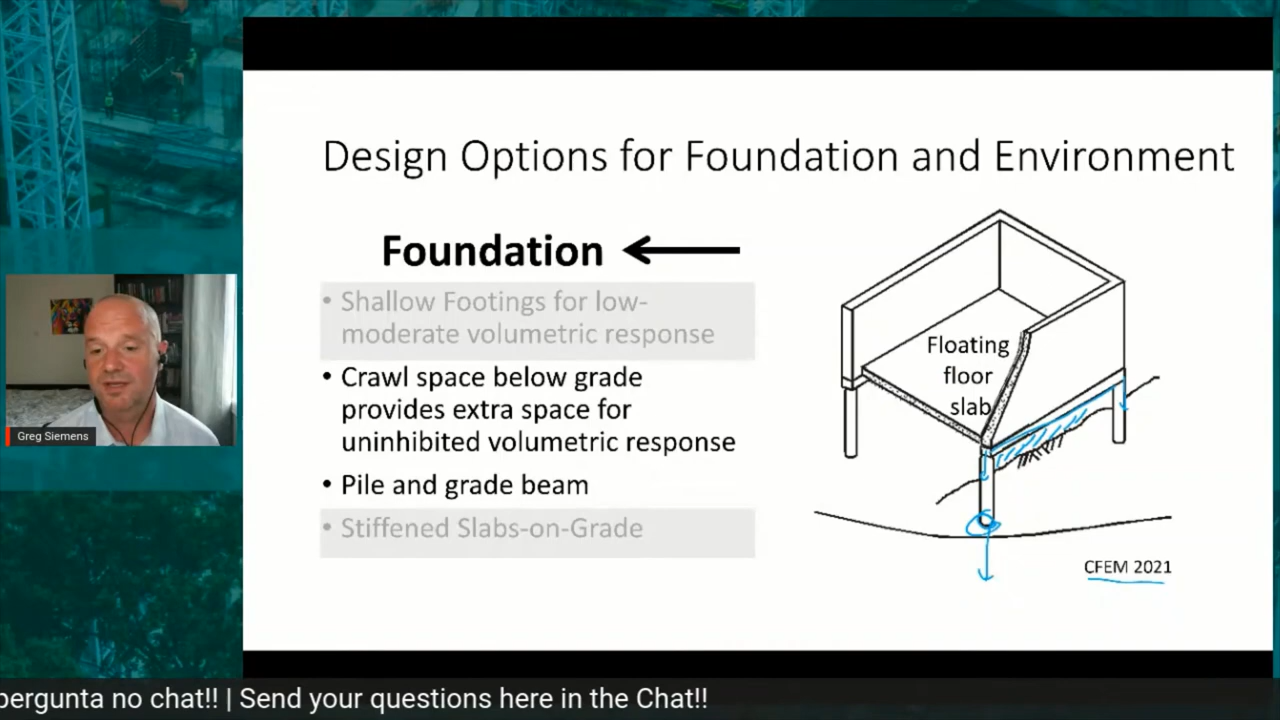 Design Options for Foundation and Environment
Foundation
• Shallow Footings for low-
moderate volumetric response
• Crawl space below grade
provides extra space for
uninhibited volumetric response
• Pile and grade beam
• Stiffened Slabs-on-Grade
Floating
floor
slab
CFEM 2021
Greg Siemens
pergunta no chat!! | Send your questions here in the Chat!!